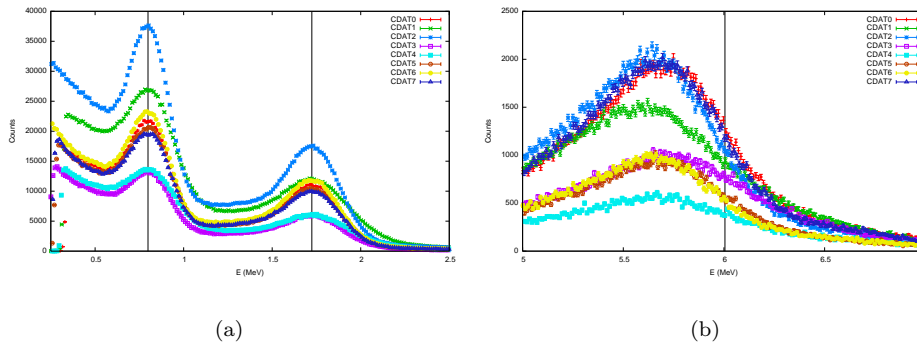 40000
35000
30000
25000
20000
15000
10000
5000
0
Counts
0.5
1
1.5
2
2.5
E (MeV)
CDAT0
CDAT1
CDAT2
CDAT3
CDAT4
CDAT5
CDAT6
CDAT7
(a)
2500
2000
1500
1000
500
0
Counts
5
5.5
6
6.5
E (MeV)
CDAT0
CDAT1
CDAT2
CDAT3
CDAT4
CDAT5
CDAT6
CDAT7
(b)